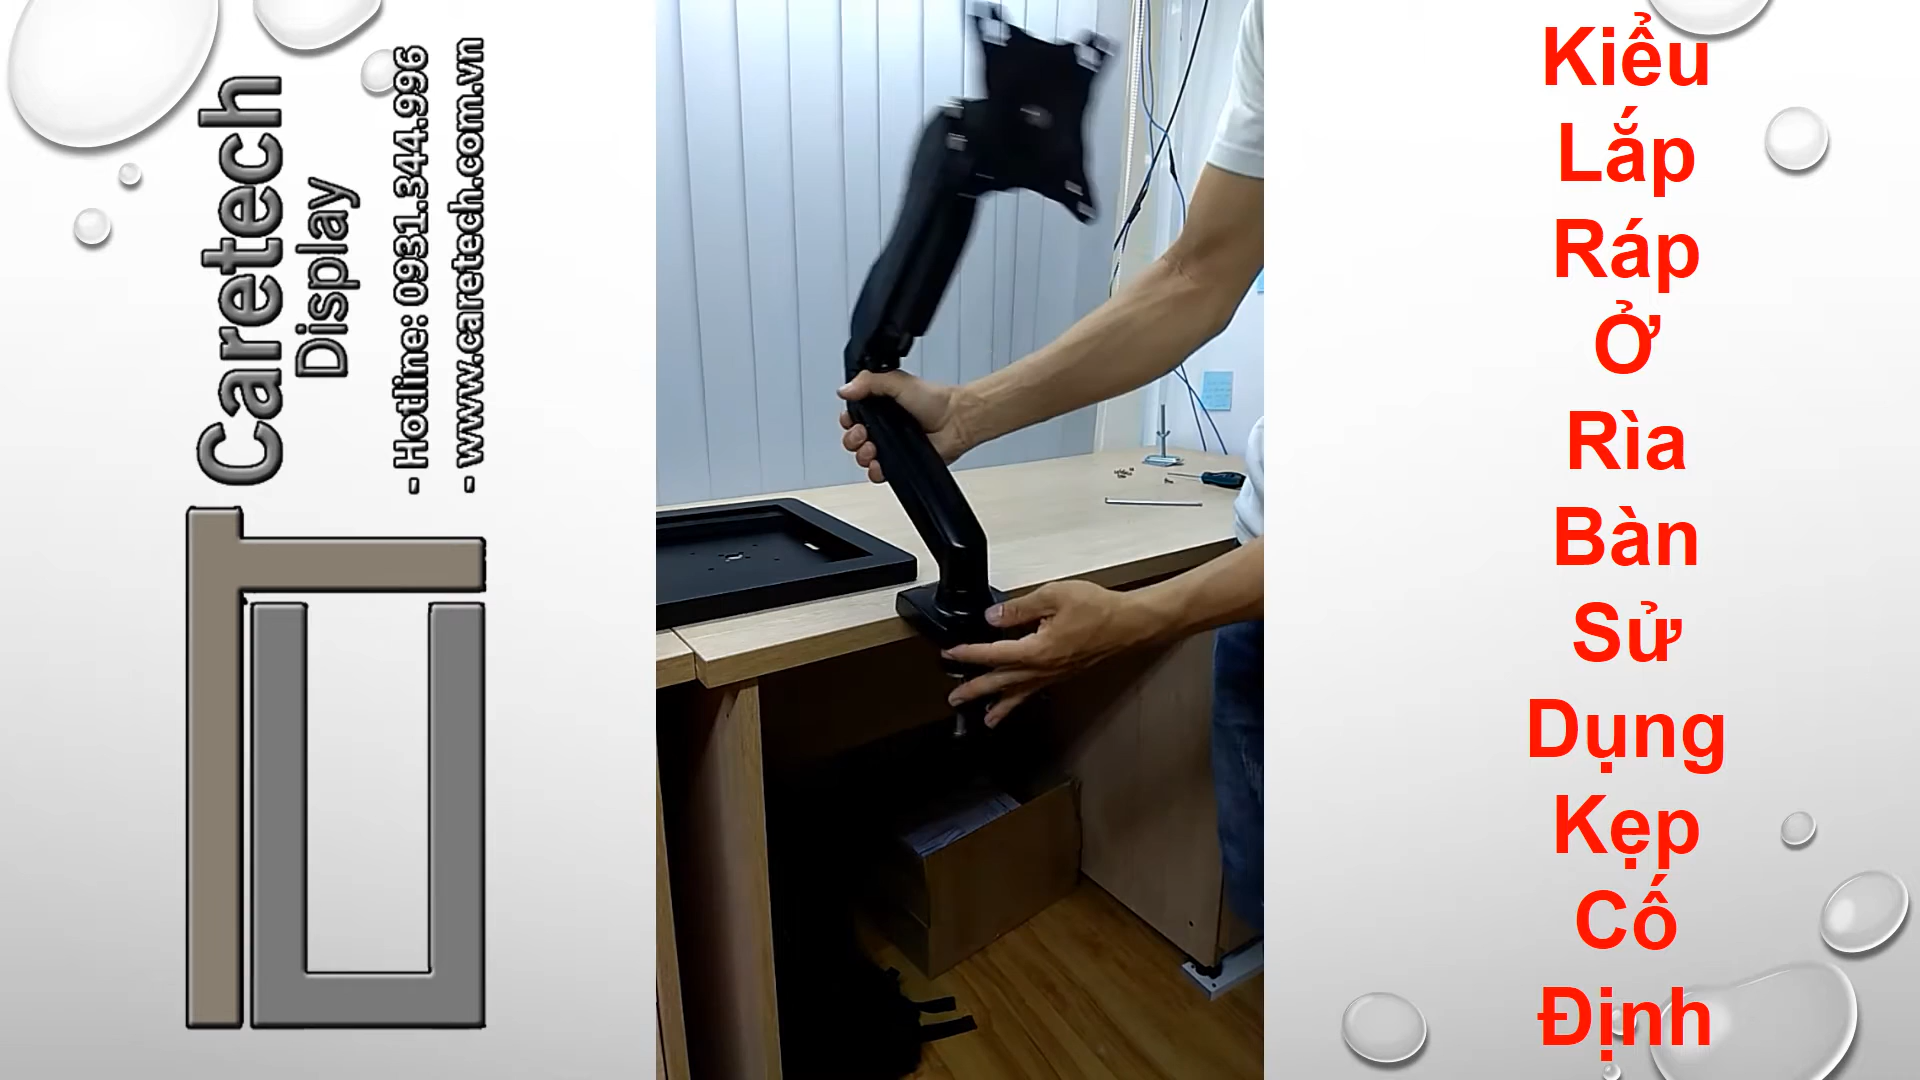 Caretech
Display
- Hotline: 0931.344.996
- www.caretech.com.vn
Kiểu
Lắp
Ráp
Ở
Rìa
Bàn
Sử
Dụng
Kẹp
Cố
Định